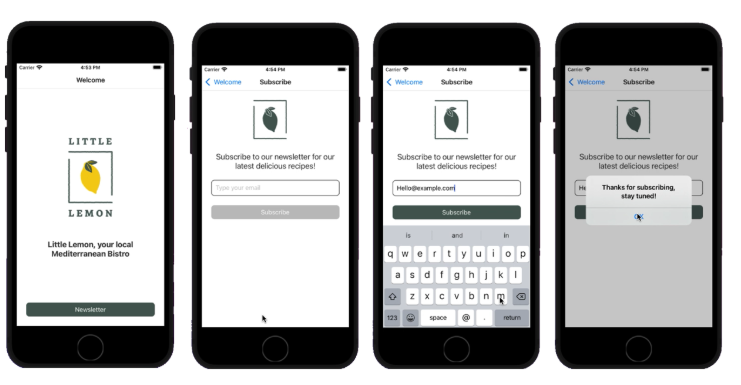 Carrier 4:53 PM
Welcome
LITTLE
LEMON
Little Lemon, your local
Mediterranean Bistro
Newsletter
Carrier 4:54 PM
Welcome Subscribe
Subscribe to our newsletter for our
latest delicious recipes!
Type your email
Subscribe
Carrier 4:54 PM
Welcome Subscribe
Subscribe to our newsletter for our
latest delicious recipes!
Hello@example.com
Subscribe
is and in
q w e r t y u i o p
a s d f g h j k l
z x c v b n m
123 space @ . return
Carrier 4:54 PM
Welcome Subscribe
Subscribe to our newsletter for our
latest delicious recipes!
He
Thanks for subscribing,
stay tuned!
OK